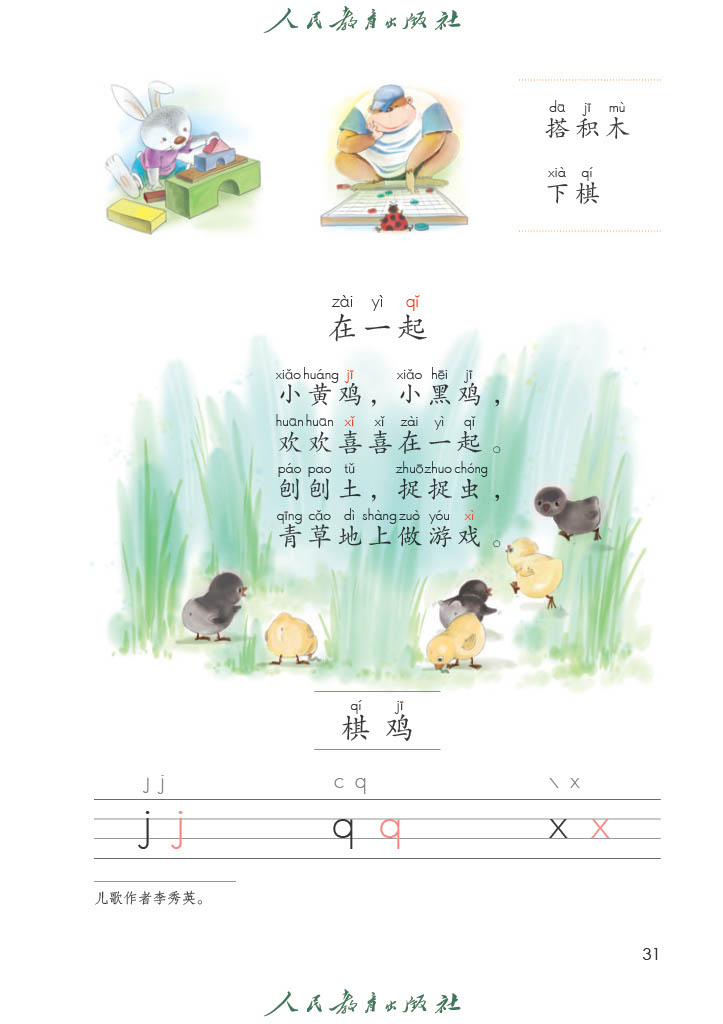 人民教育出版社
dā jī mù
搭积木
xià qí
下棋
zài yì qǐ
在一起
xiǎo huáng jī xiǎo hēi jī
小黄鸡，小黑鸡，
huān huān xǐ xǐ zài yì qǐ
欢欢喜喜在一起。
páo pao tǔ zhuō zhuo chóng
刨刨土，捉捉虫，
qīng cǎo dì shàng zuò yóu xì
青草地上做游戏。
qí jī
棋 鸡
ȷ j c q \ x
j j q q x x
儿歌作者李秀英。
31
人民教育出版社